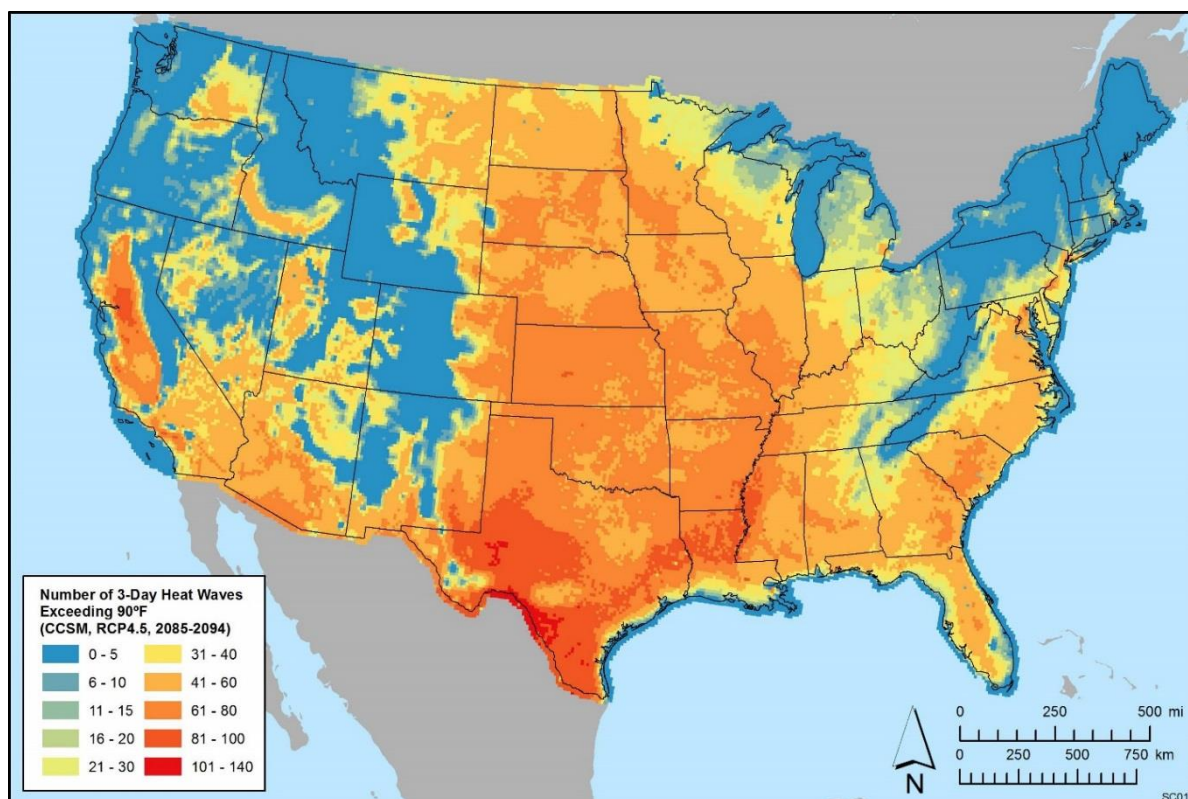 Number of 3-Day Heat Waves
Exceeding 90ºF
(CCSM, RCP4.5, 2085-2094)
0 - 5
31 - 40
6 - 10
41 - 60
11 - 15
61 - 80
16 - 20
81 - 100
21 - 30
101 - 140
N
0 250 500 mi
0 250 500 750 km
SC01